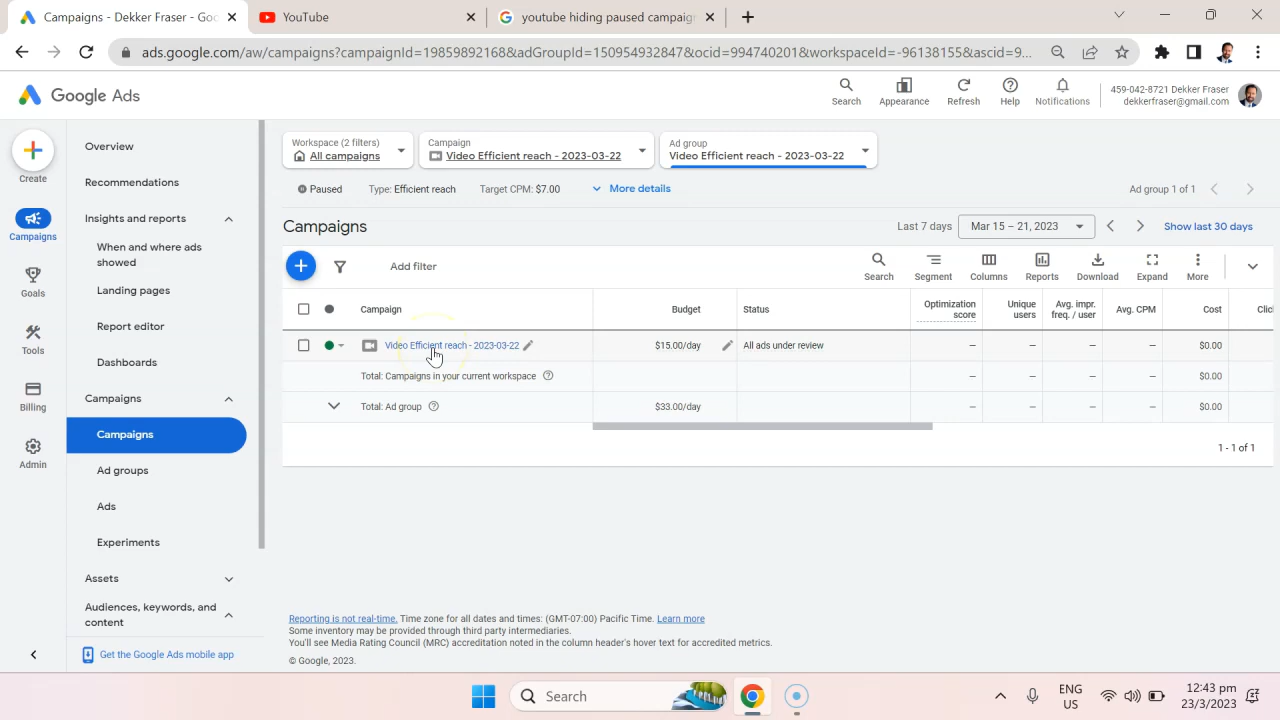 Campaigns - Dekker Fraser - Goo
YouTube
youtube hiding paused campaign
ads.google.com/aw/campaigns?campaignId=19859892168&adGroupId=150954932847&ocid=994740201&workspaceId=-96138155&ascid=9...
Google Ads
Search
Appearance
Refresh
Help
Notifications
459-042-8721 Dekker Fraser
dekkerfraser@gmail.com
Create
Campaigns
Goals
Tools
Billing
Admin
Overview
Recommendations
Insights and reports
When and where ads
showed
Landing pages
Report editor
Dashboards
Campaigns
Campaigns
Ad groups
Ads
Experiments
Assets
Audiences, keywords, and
content
Get the Google Ads mobile app
Workspace (2 filters)
All campaigns
Campaign
Video Efficient reach - 2023-03-22
Ad group
Video Efficient reach - 2023-03-22
Paused Type: Efficient reach Target CPM: $7.00 More details
Ad group 1 of 1
Campaigns
Last 7 days Mar 15 – 21, 2023 Show last 30 days
Add filter
Search Segment Columns Reports Download Expand More
Campaign Budget Status Optimization score Unique users Avg. impr. freq. / user Avg. CPM Cost Clic
Video Efficient reach - 2023-03-22 $15.00/day All ads under review – – – – $0.00
Total: Campaigns in your current workspace – – – – $0.00
Total: Ad group $33.00/day – – – – $0.00
1 - 1 of 1
Reporting is not real-time. Time zone for all dates and times: (GMT-07:00) Pacific Time. Learn more
Some inventory may be provided through third party intermediaries.
You'll see Media Rating Council (MRC) accreditation noted in the column header's hover text for accredited metrics.
© Google, 2023.
Search
ENG
US
12:43 pm
23/3/2023